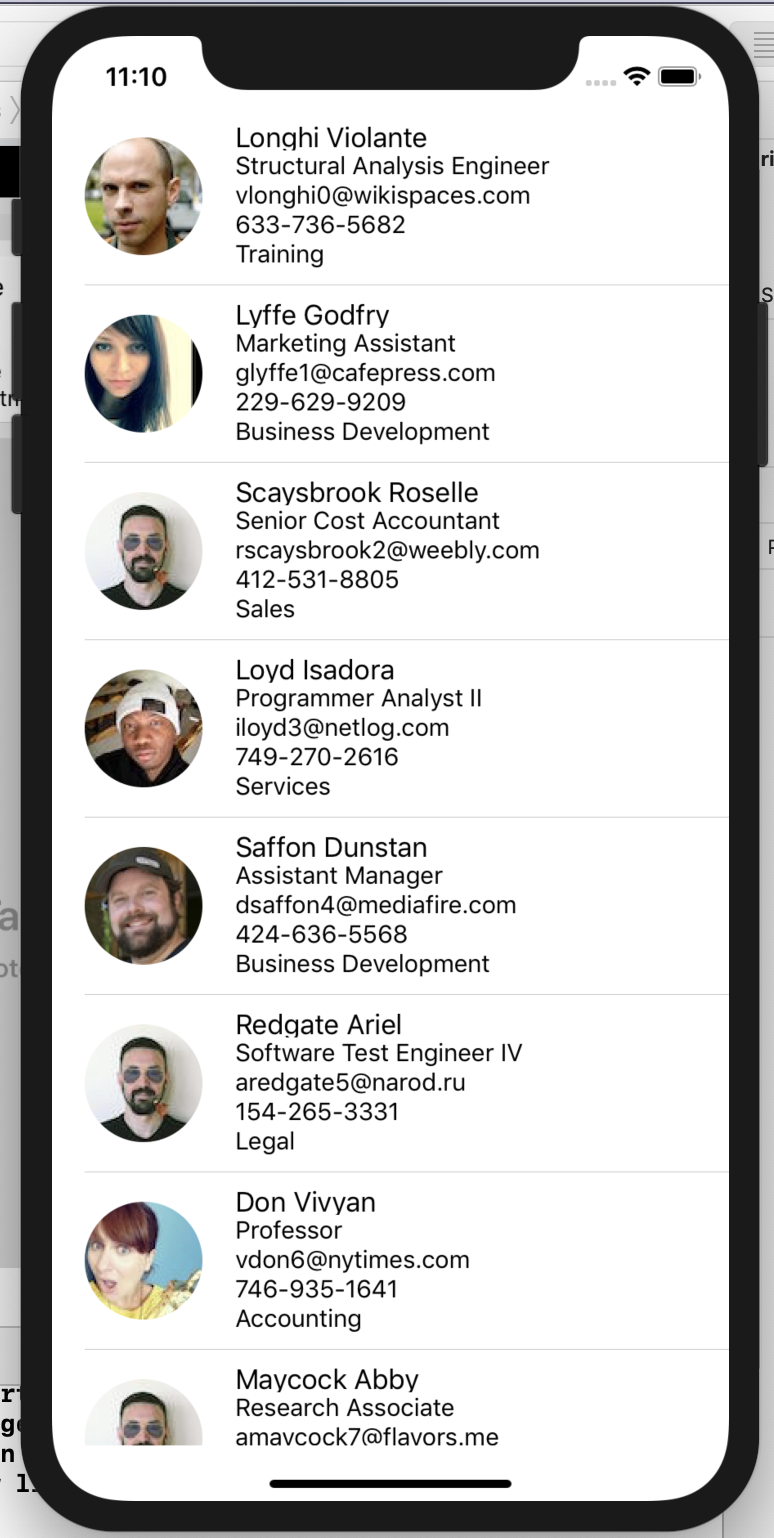 11:10
Longhi Violante
Structural Analysis Engineer
vlonghi0@wikispaces.com
633-736-5682
Training
Lyffe Godfry
Marketing Assistant
glyffe1@cafepress.com
229-629-9209
Business Development
Scaysbrook Roselle
Senior Cost Accountant
rscaysbrook2@weebly.com
412-531-8805
Sales
Loyd Isadora
Programmer Analyst II
iloyd3@netlog.com
749-270-2616
Services
Saffon Dunstan
Assistant Manager
dsaffon4@mediafire.com
424-636-5568
Business Development
Redgate Ariel
Software Test Engineer IV
aredgate5@narod.ru
154-265-3331
Legal
Don Vivyan
Professor
vdon6@nytimes.com
746-935-1641
Accounting
Maycock Abby
Research Associate
amaycock7@flavors.me